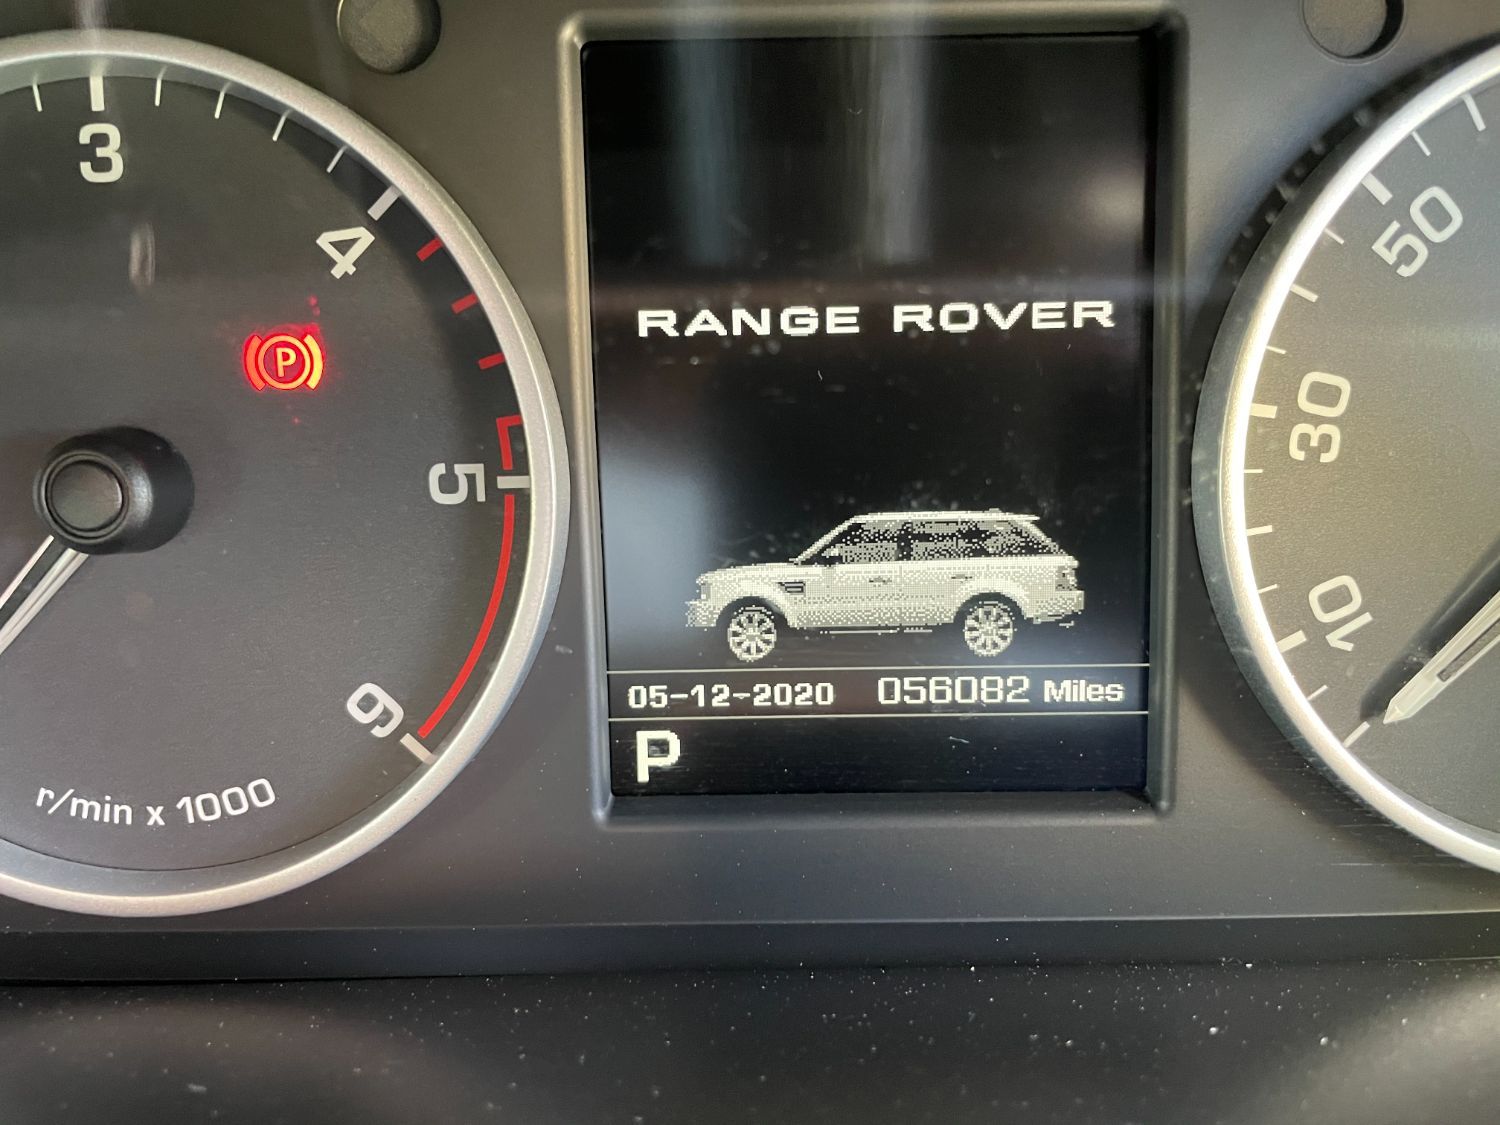 3
4
5
6
r/min x 1000
P
RANGE ROVER
05-12-2020 056082 Miles
P
50
30
10